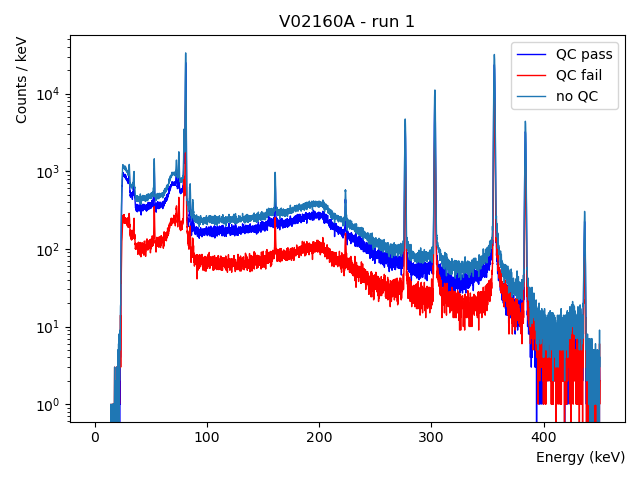 V02160A - run 1
Counts / keV
QC pass
QC fail
no QC
10⁴
10³
10²
10¹
10⁰
0 100 200 300 400
Energy (keV)